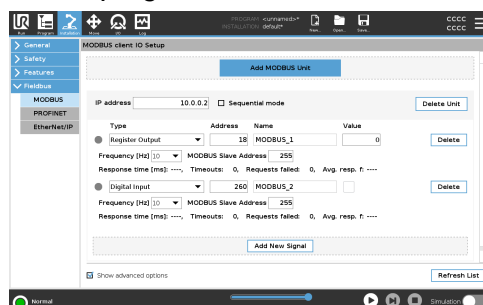 PROGRAM <unnamed>*
INSTALLATION default*
CCCC
CCCC
Run Program Installation Move I/O Log New... Open... Save...
General
Safety
Features
Fieldbus
MODBUS
PROFINET
EtherNet/IP
MODBUS client IO Setup
Add MODBUS Unit
IP address 10.0.0.2 Sequential mode Delete Unit
Type Address Name Value
Register Output 18 MODBUS_1 0 Delete
Frequency [Hz] 10 MODBUS Slave Address 255
Response time [ms]: ----, Timeouts: 0, Requests failed: 0, Avg. resp. f: ----
Digital Input 260 MODBUS_2 Delete
Frequency [Hz] 10 MODBUS Slave Address 255
Response time [ms]: ----, Timeouts: 0, Requests failed: 0, Avg. resp. f: ----
Add New Signal
Show advanced options Refresh List
Normal Simulation